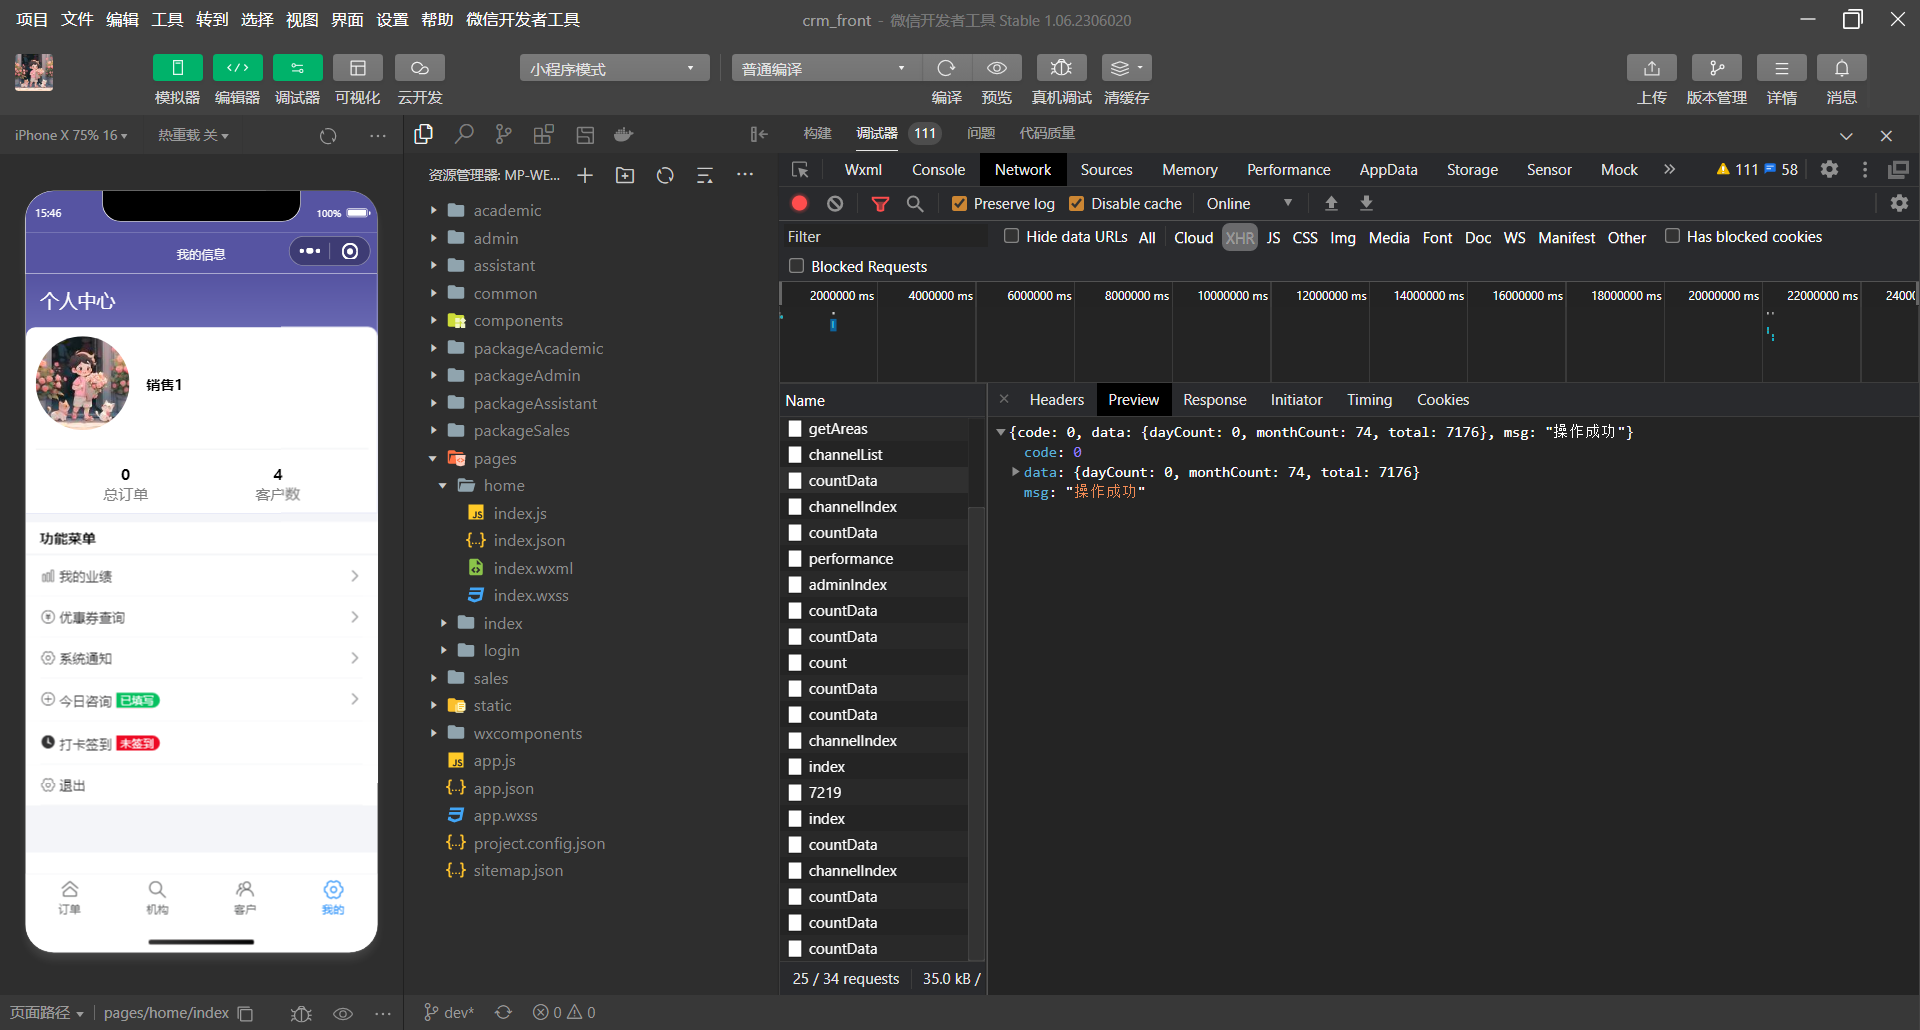 项目 文件 编辑 工具 转到 选择 视图 界面 设置 帮助 微信开发者工具
crm_front - 微信开发者工具 Stable 1.06.2306020
模拟器 编辑器 调试器 可视化 云开发
小程序模式
普通编译
编译 预览 真机调试 清缓存
上传 版本管理 详情 消息
iPhone X 75% 16
热重载 关
15:46
100%
我的信息
个人中心
销售1
0
总订单
4
客户数
功能菜单
我的业绩
优惠券查询
系统通知
今日咨询 已填写
打卡签到 未签到
退出
订单 机构 客户 我的
页面路径
pages/home/index
资源管理器: MP-WE...
academic
admin
assistant
common
components
packageAcademic
packageAdmin
packageAssistant
packageSales
pages
home
JS index.js
{..} index.json
index.wxml
index.wxss
index
login
sales
static
wxcomponents
JS app.js
{..} app.json
app.wxss
{..} project.config.json
{..} sitemap.json
dev*
0
0
构建 调试器 111 问题 代码质量
Wxml Console Network Sources Memory Performance AppData Storage Sensor Mock
111 58
Preserve log Disable cache Online
Filter
Hide data URLs All Cloud XHR JS CSS Img Media Font Doc WS Manifest Other Has blocked cookies
Blocked Requests
2000000 ms 4000000 ms 6000000 ms 8000000 ms 10000000 ms 12000000 ms 14000000 ms 16000000 ms 18000000 ms 20000000 ms 22000000 ms 2400
Name
getAreas
channelList
countData
channelIndex
countData
performance
adminIndex
countData
countData
count
countData
countData
channelIndex
index
7219
index
countData
channelIndex
countData
countData
countData
25 / 34 requests 35.0 kB /
Headers Preview Response Initiator Timing Cookies
{code: 0, data: {dayCount: 0, monthCount: 74, total: 7176}, msg: "操作成功"}
code: 0
data: {dayCount: 0, monthCount: 74, total: 7176}
msg: "操作成功"